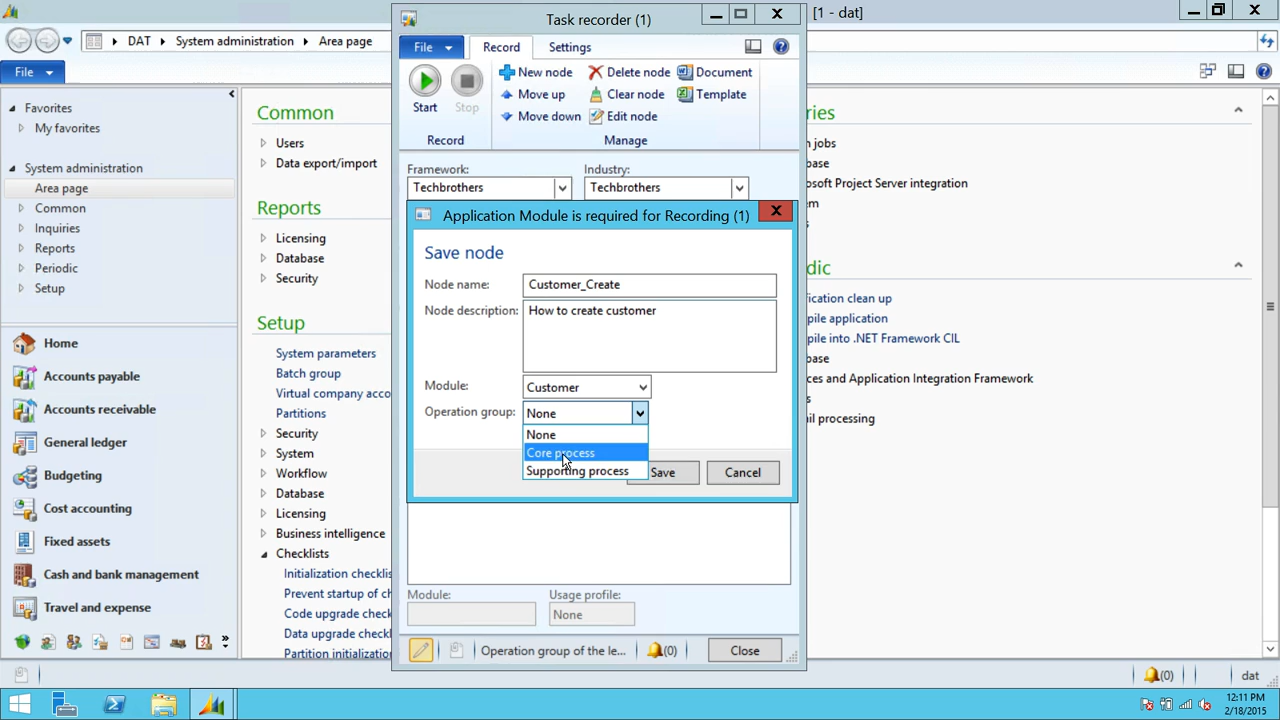 Task recorder (1)
[1 - dat]
DAT
System administration
Area page
File
File
Record
Settings
Start
Stop
Record
New node
Delete node
Document
Move up
Clear node
Template
Move down
Edit node
Manage
Favorites
My favorites
System administration
Area page
Common
Inquiries
Reports
Periodic
Setup
Home
Accounts payable
Accounts receivable
General ledger
Budgeting
Cost accounting
Fixed assets
Cash and bank management
Travel and expense
Common
Users
Data export/import
Reports
Licensing
Database
Security
Setup
System parameters
Batch group
Virtual company acco
Partitions
Security
System
Workflow
Database
Licensing
Business intelligence
Checklists
Initialization checklis
Prevent startup of ch
Code upgrade check
Data upgrade check
Partition initializatio
Framework:
Industry:
Techbrothers
Techbrothers
Application Module is required for Recording (1)
Save node
Node name:
Customer_Create
Node description:
How to create customer
Module:
Customer
Operation group:
None
None
Core process
Supporting process
Save
Cancel
Module:
Usage profile:
None
Operation group of the le...
(0)
Close
ries
h jobs
base
osoft Project Server integration
m
s
dic
fication clean up
pile application
pile into .NET Framework CIL
base
ces and Application Integration Framework
s
il processing
(0)
dat
12:11 PM
2/18/2015